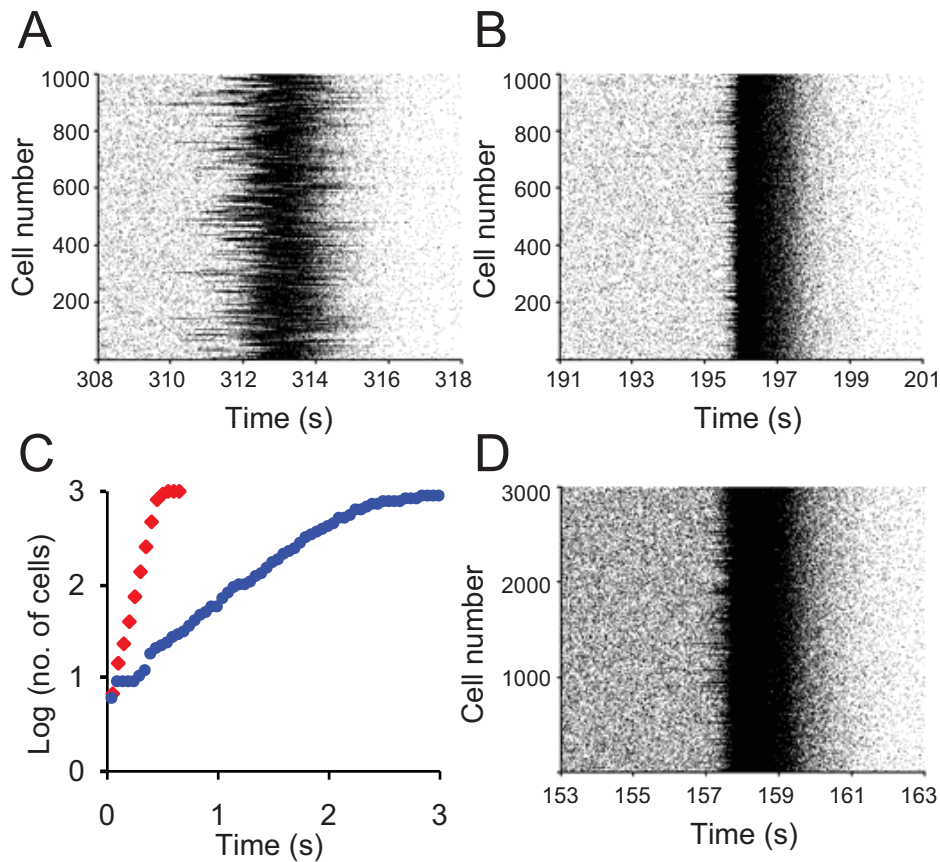 A
Cell number
1000
800
600
400
200
308 310 312 314 316 318
Time (s)
B
Cell number
1000
800
600
400
200
191 193 195 197 199 201
Time (s)
C
Log (no. of cells)
3
2
1
0
0 1 2 3
Time (s)
D
Cell number
3000
2000
1000
153 155 157 159 161 163
Time (s)